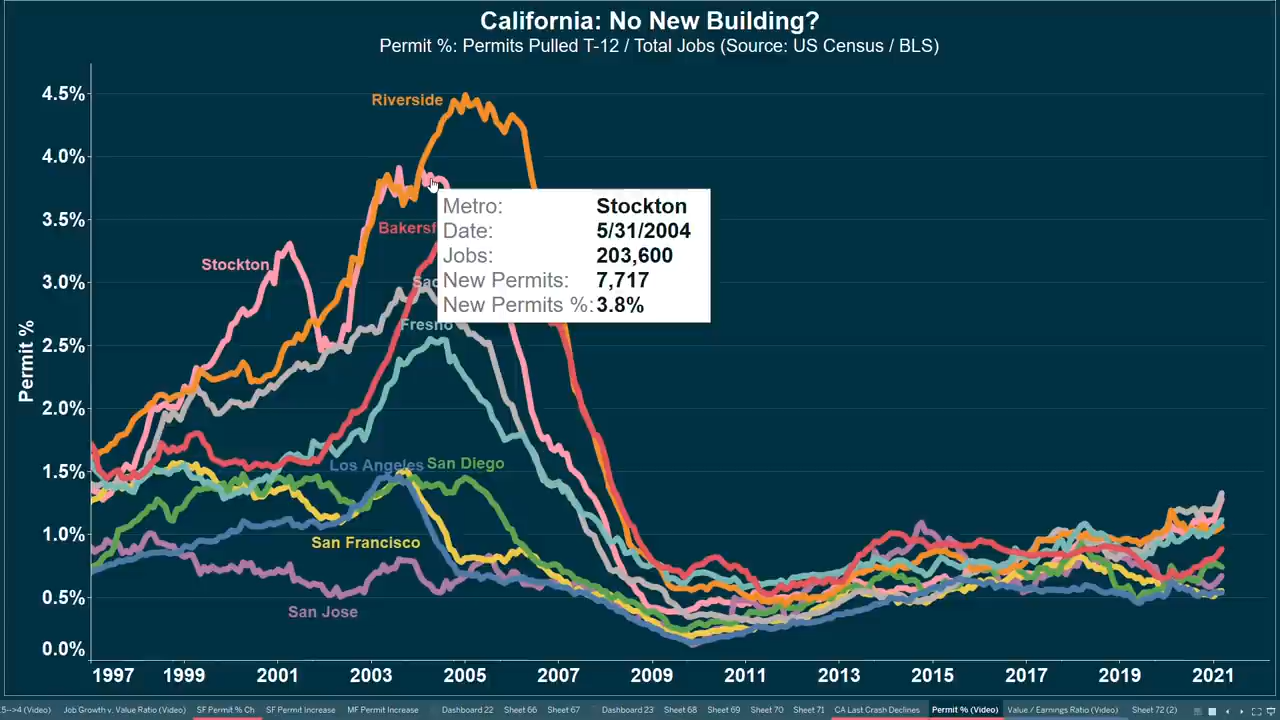 California: No New Building?
Permit %: Permits Pulled T-12 / Total Jobs (Source: US Census / BLS)
4.5%
Riverside
4.0%
3.5%
Metro: Stockton
Bakersf
Date: 5/31/2004
Jobs: 203,600
Stockton
3.0%
Sac
New Permits: 7,717
New Permits %: 3.8%
Fresno
2.5%
Permit %
2.0%
1.5%
Los Angeles
San Diego
1.0%
San Francisco
0.5%
San Jose
0.0%
1997 1999 2001 2003 2005 2007 2009 2011 2013 2015 2017 2019 2021
.5-->4 (Video) Job Growth v. Value Ratio (Video) SF Permit % Ch SF Permit Increase MF Permit Increase Dashboard 22 Sheet 66 Sheet 67 Dashboard 23 Sheet 68 Sheet 69 Sheet 70 Sheet 71 CA Last Crash Declines Permit % (Video) Value / Earnings Ratio (Video) Sheet 72 (2)